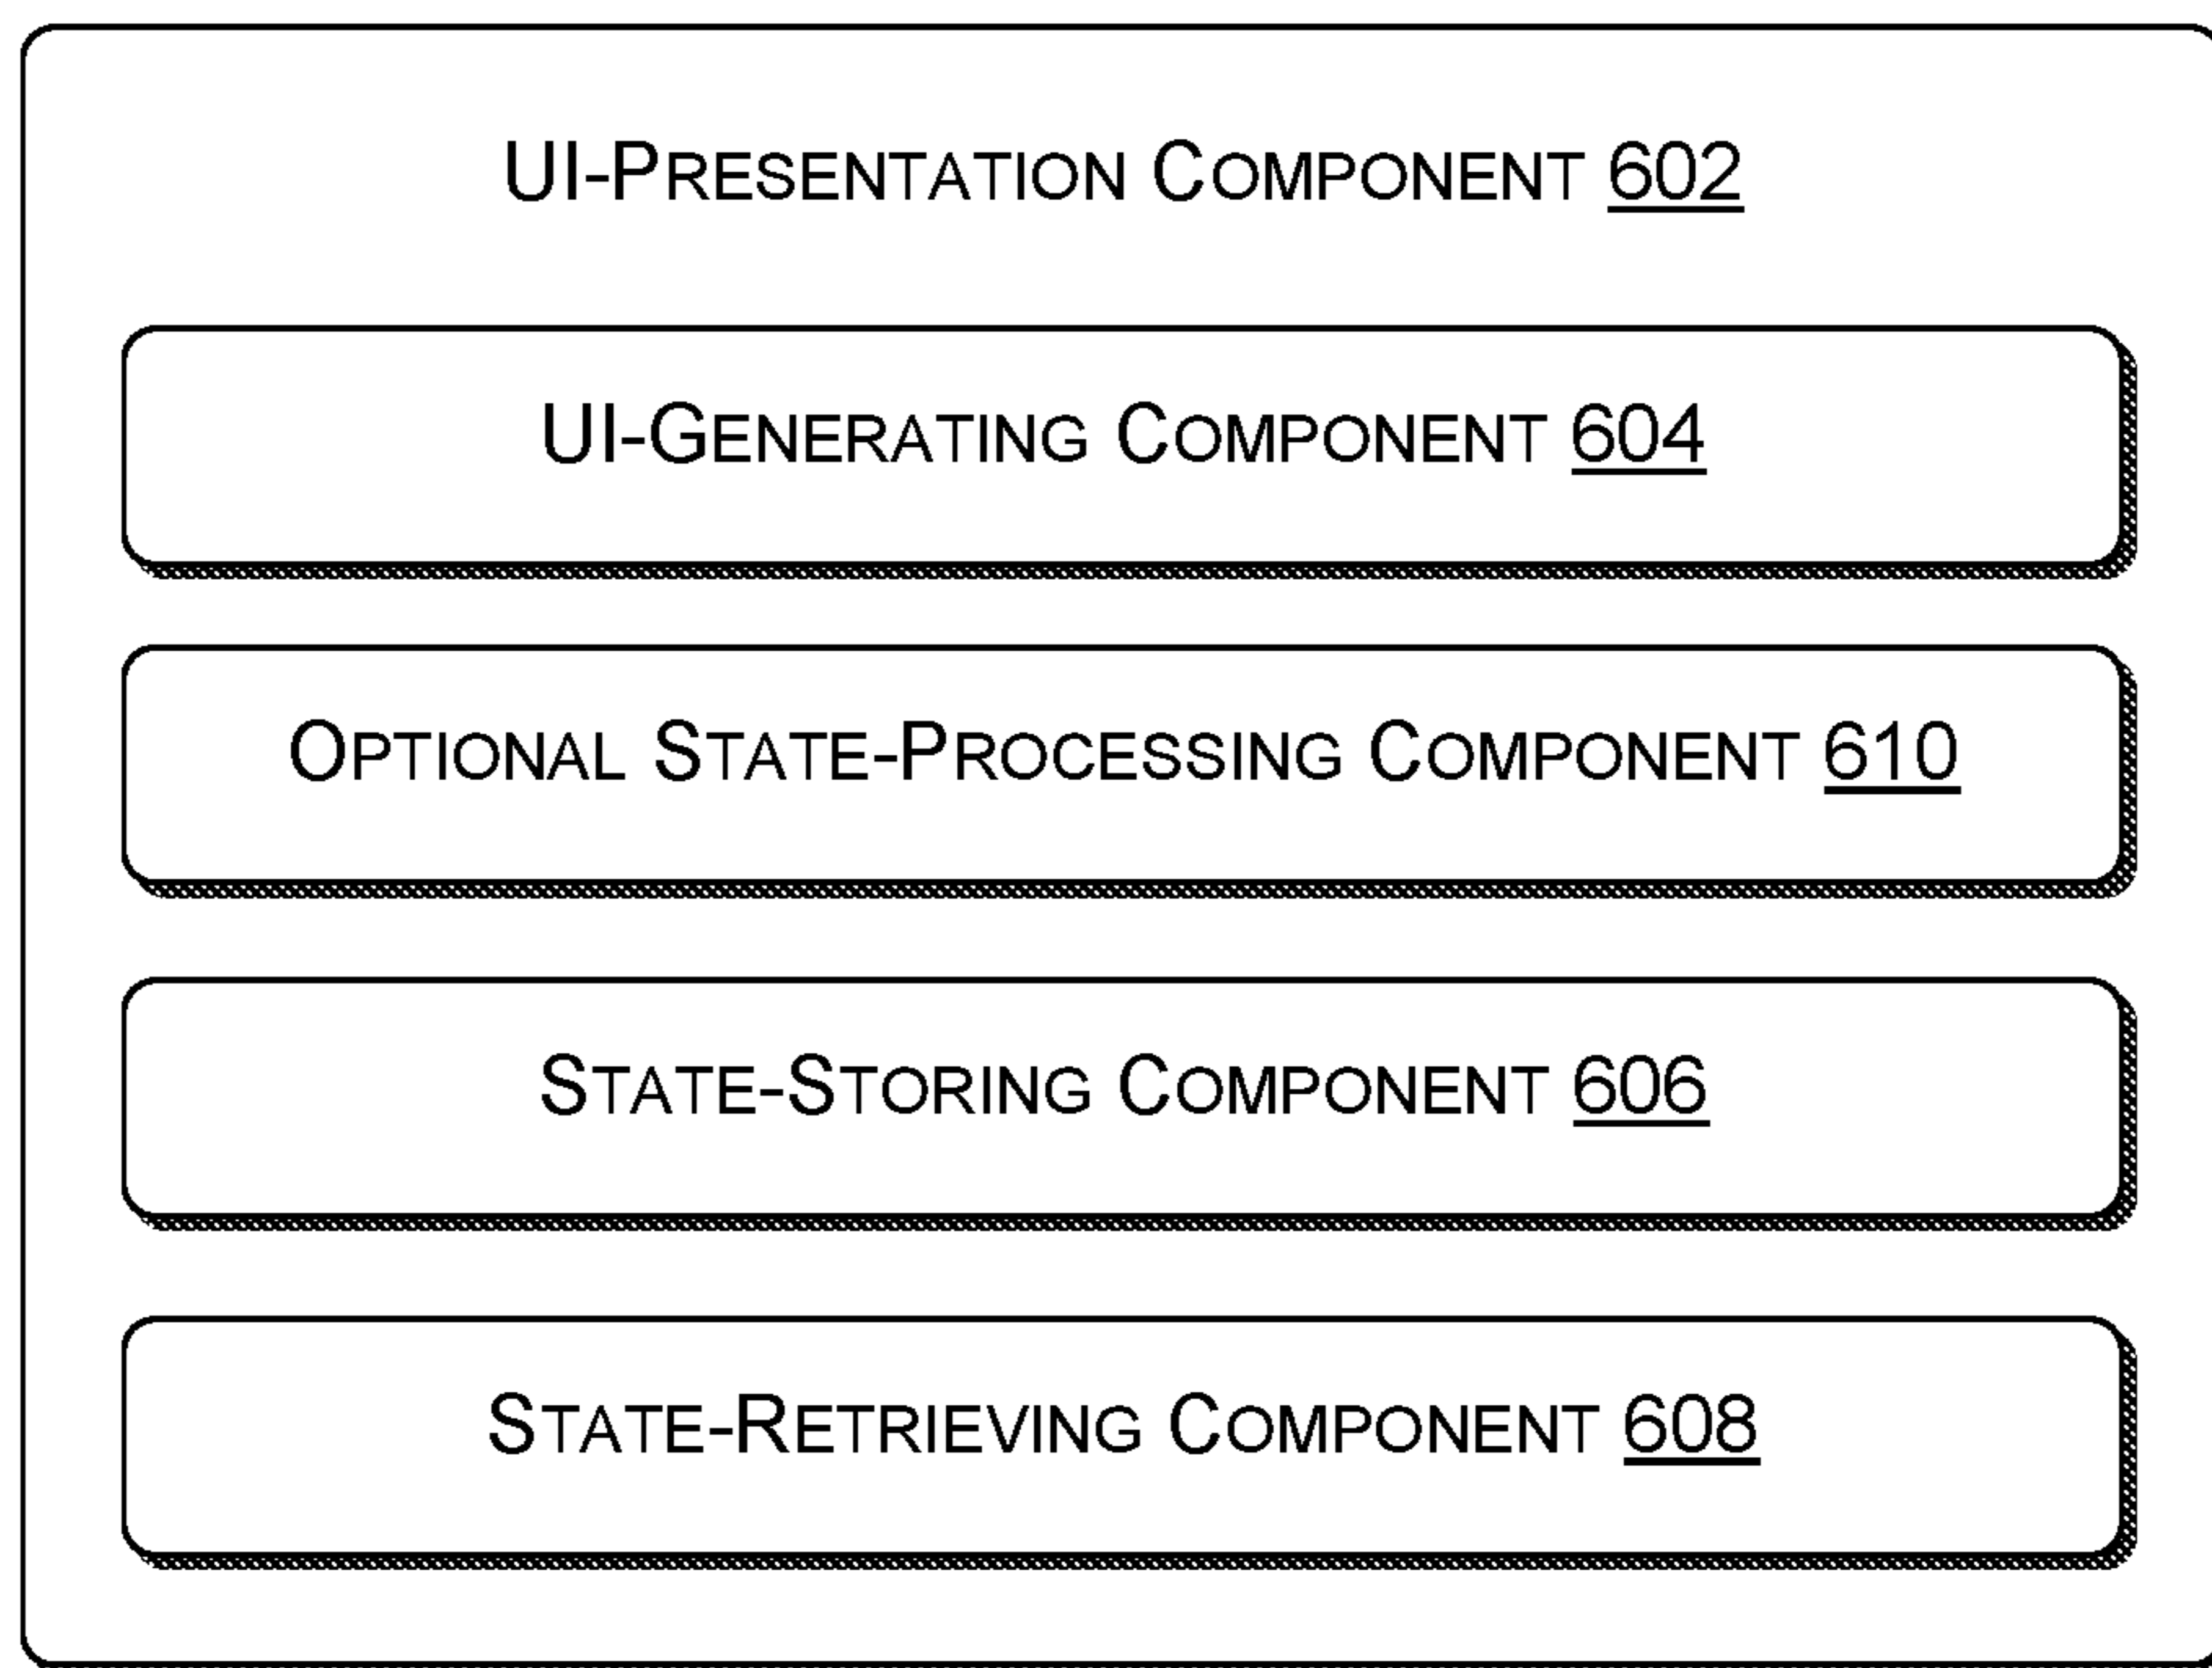 UI-Presentation Component 602
UI-Generating Component 604
Optional State-Processing Component 610
State-Storing Component 606
State-Retrieving Component 608